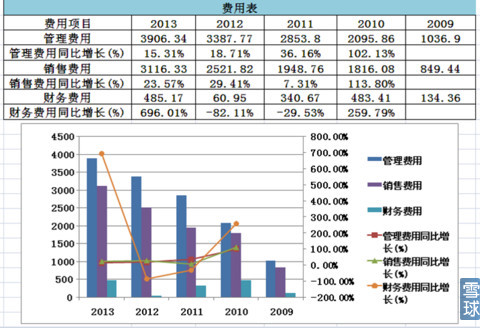 费用表
费用项目 2013 2012 2011 2010 2009
管理费用 3906.34 3387.77 2853.8 2095.86 1036.9
管理费用同比增长(%) 15.31% 18.71% 36.16% 102.13%
销售费用 3116.33 2521.82 1948.76 1816.08 849.44
销售费用同比增长(%) 23.57% 29.41% 7.31% 113.80%
财务费用 485.17 60.95 340.67 483.41 134.36
财务费用同比增长(%) 696.01% -82.11% -29.53% 259.79%
4500
4000
3500
3000
2500
2000
1500
1000
500
0
2013 2012 2011 2010 2009
800.00%
700.00%
600.00%
500.00%
400.00%
300.00%
200.00%
100.00%
0.00%
-100.00%
-200.00%
管理费用
销售费用
财务费用
管理费用同比增
长(%)
销售费用同比增
长(%)
财务费用同比增
长(%)
雪球